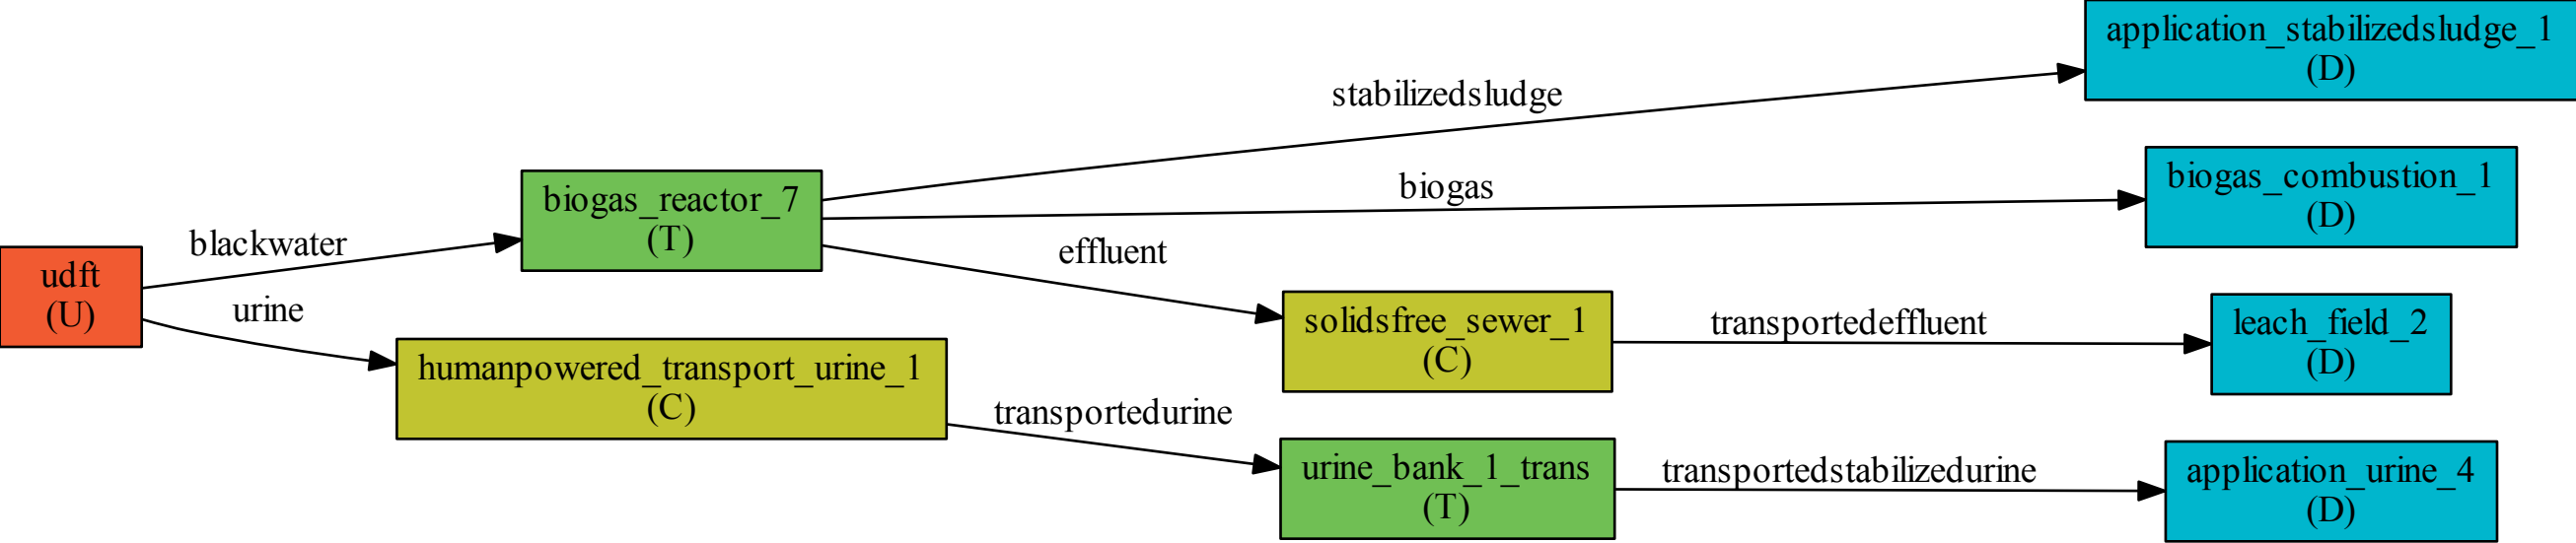 application_stabilizedsludge_1
(D)
stabilizedsludge
biogas_combustion_1
(D)
biogas
biogas_reactor_7
(T)
blackwater
effluent
udft
(U)
urine
solidsfree_sewer_1
(C)
transportedeffluent
leach_field_2
(D)
humanpowered_transport_urine_1
(C)
transportedurine
urine_bank_1_trans
(T)
transportedstabilizedurine
application_urine_4
(D)